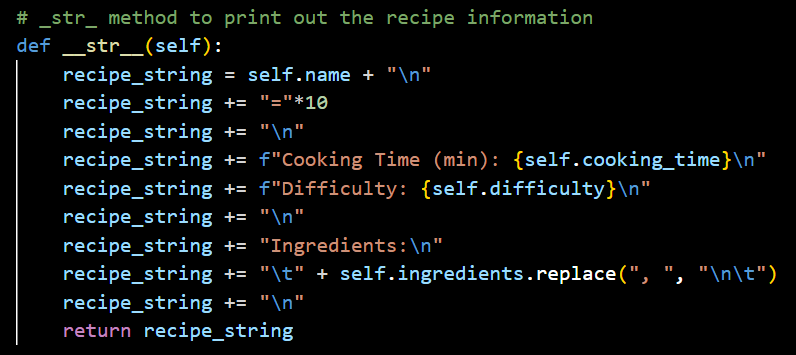 # _str_ method to print out the recipe information
def __str__(self):
    recipe_string = self.name + "\n"
    recipe_string += "="*10
    recipe_string += "\n"
    recipe_string += f"Cooking Time (min): {self.cooking_time}\n"
    recipe_string += f"Difficulty: {self.difficulty}\n"
    recipe_string += "\n"
    recipe_string += "Ingredients:\n"
    recipe_string += "\t" + self.ingredients.replace(", ", "\n\t")
    recipe_string += "\n"
    return recipe_string